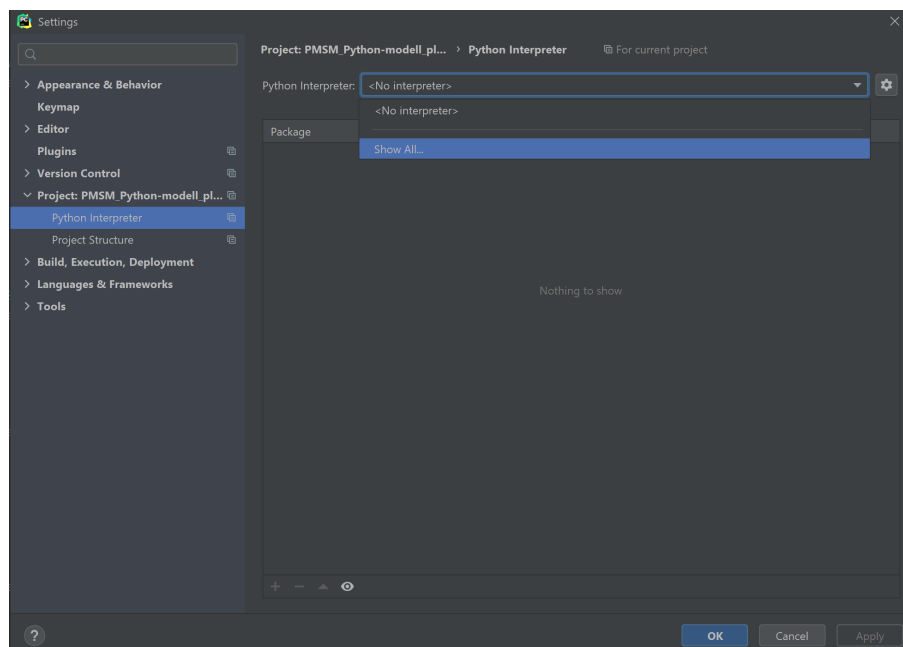 Settings
Project: PMSM_Python-modell_pl... › Python Interpreter For current project
Python Interpreter: <No interpreter>
<No interpreter>
Show All...
Package
Nothing to show
Appearance & Behavior
Keymap
Editor
Plugins
Version Control
Project: PMSM_Python-modell_pl...
Python Interpreter
Project Structure
Build, Execution, Deployment
Languages & Frameworks
Tools
? OK Cancel Apply